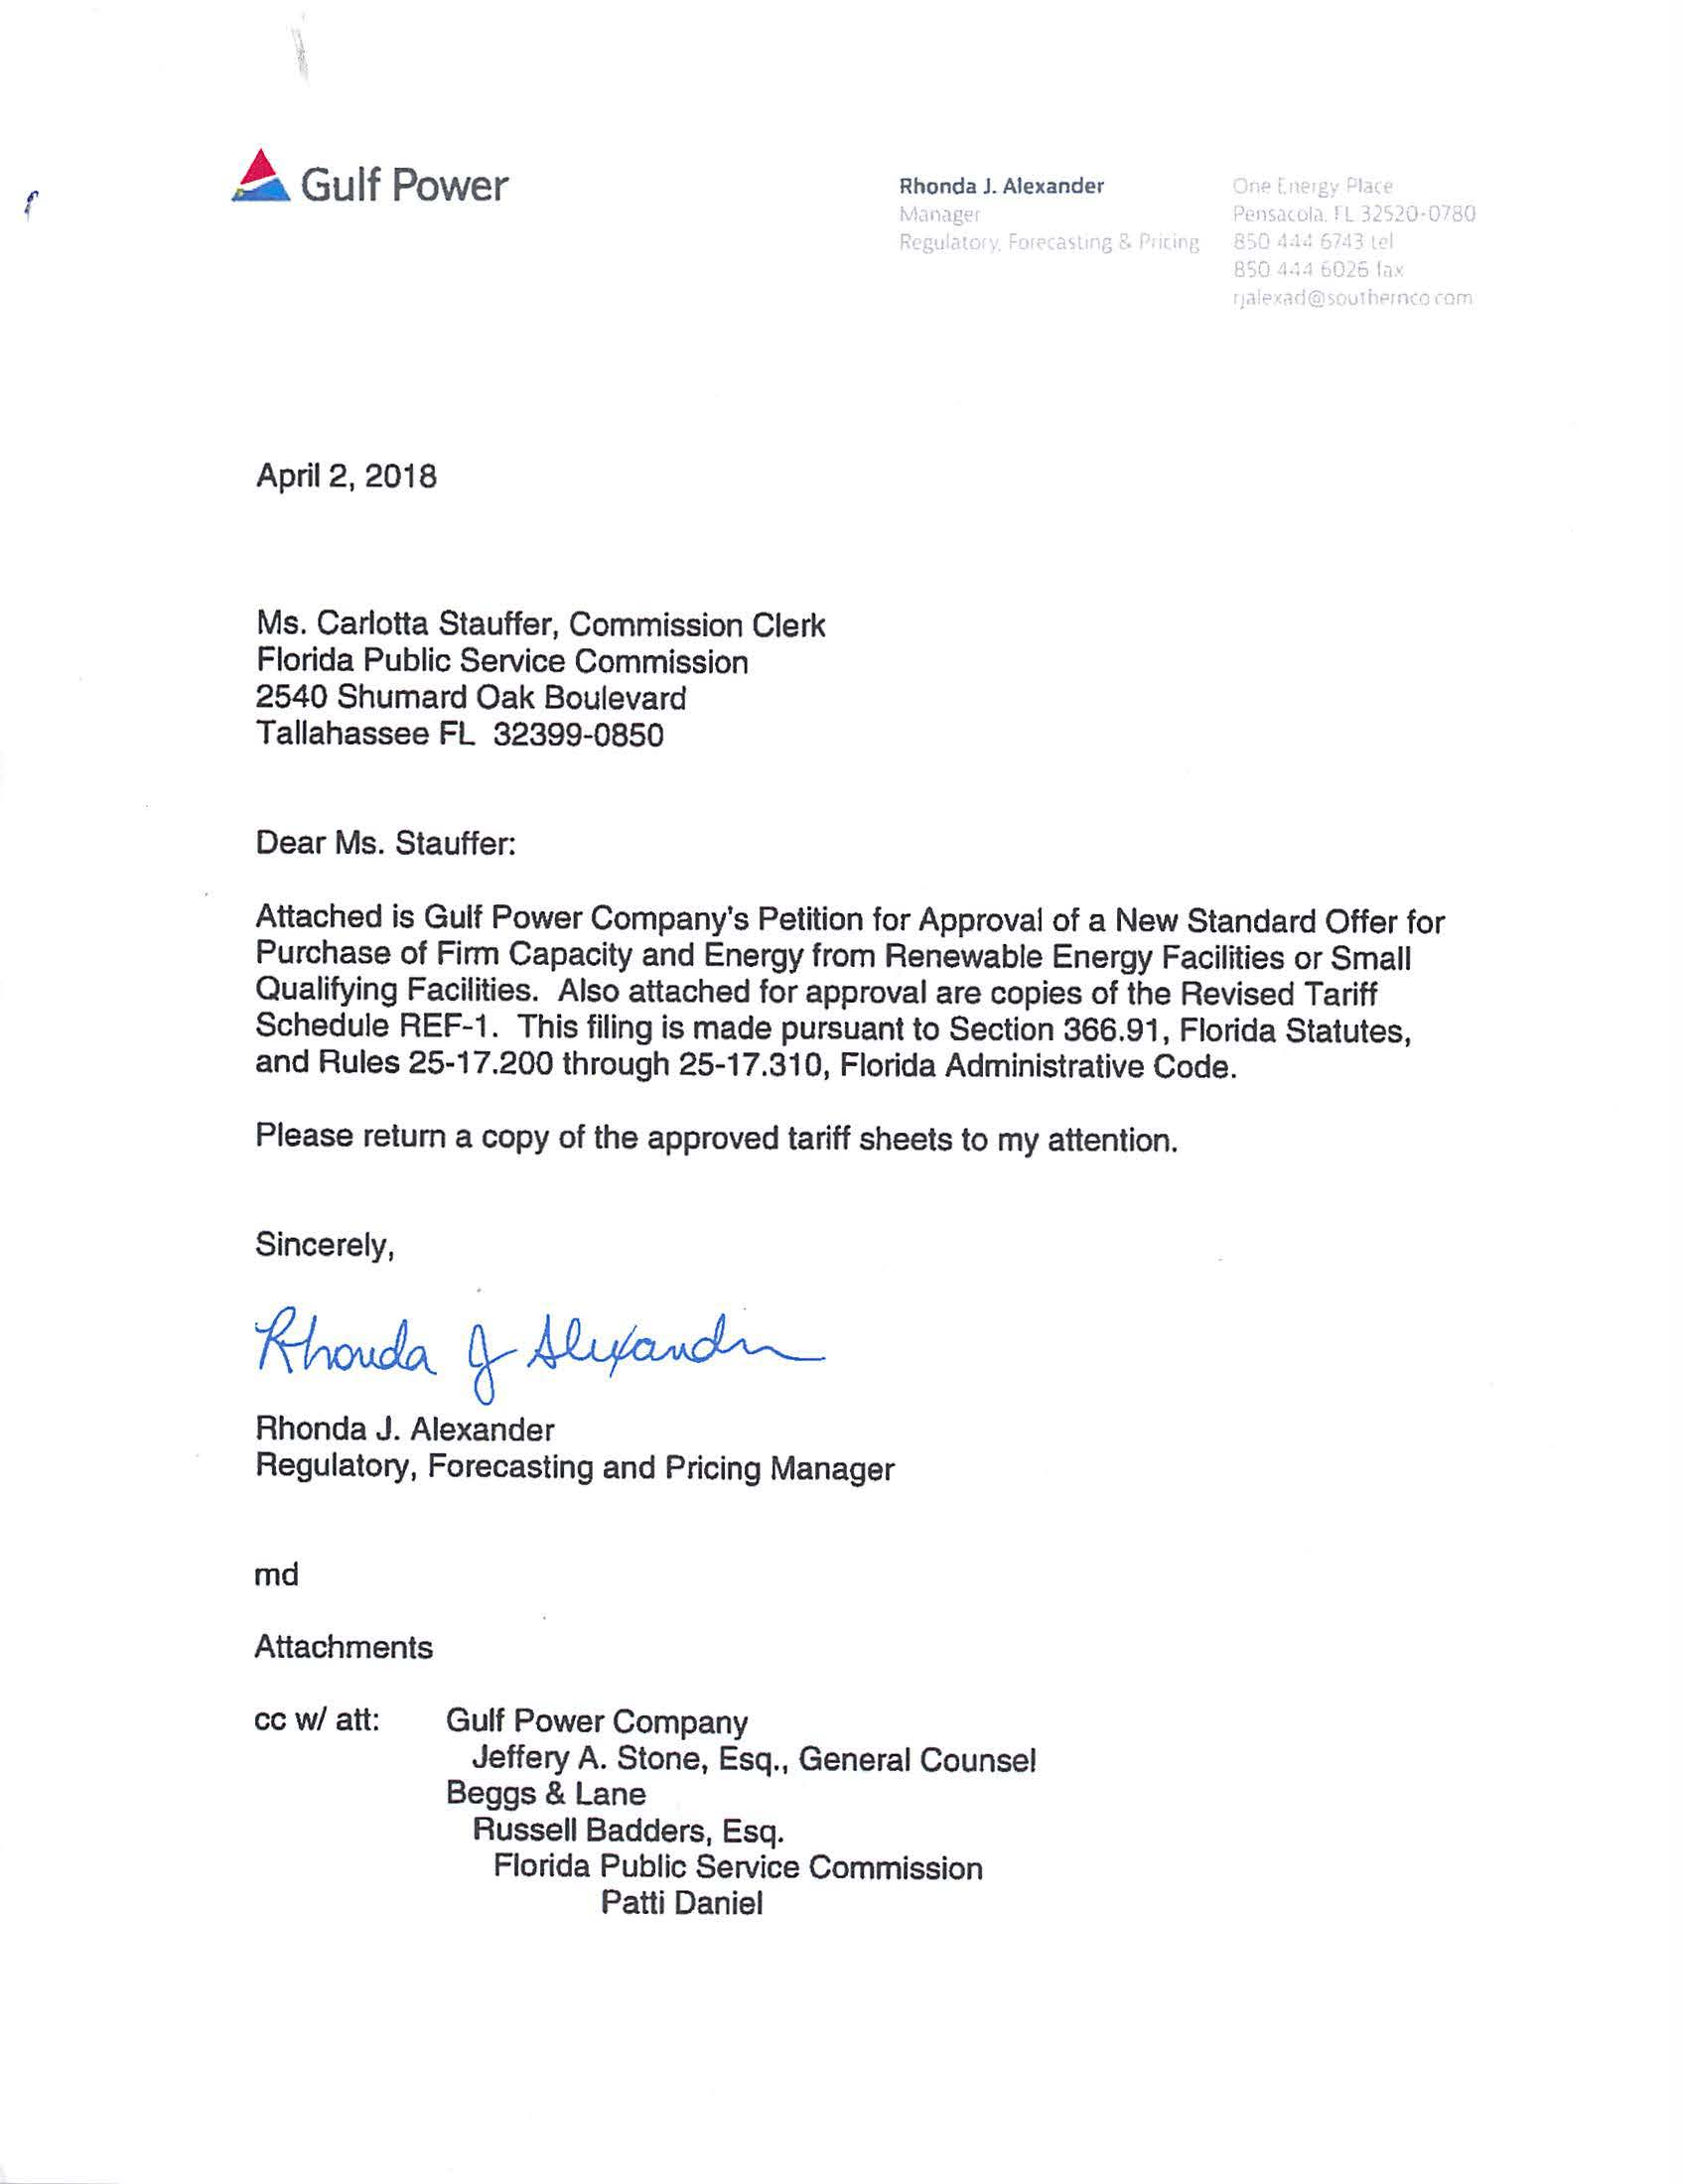 Gulf Power
Rhonda J. Alexander
Manager
Regulatory, Forecasting & Pricing
One Energy Place
Pensacola, FL 32520-0780
850 444 6743 tel
850 444 6026 fax
rjalexad@southernco.com
April 2, 2018
Ms. Carlotta Stauffer, Commission Clerk
Florida Public Service Commission
2540 Shumard Oak Boulevard
Tallahassee FL 32399-0850
Dear Ms. Stauffer:
Attached is Gulf Power Company's Petition for Approval of a New Standard Offer for
Purchase of Firm Capacity and Energy from Renewable Energy Facilities or Small
Qualifying Facilities. Also attached for approval are copies of the Revised Tariff
Schedule REF-1. This filing is made pursuant to Section 366.91, Florida Statutes,
and Rules 25-17.200 through 25-17.310, Florida Administrative Code.
Please return a copy of the approved tariff sheets to my attention.
Sincerely,
Rhonda J Alexander
Rhonda J. Alexander
Regulatory, Forecasting and Pricing Manager
md
Attachments
cc w/ att: Gulf Power Company
Jeffery A. Stone, Esq., General Counsel
Beggs & Lane
Russell Badders, Esq.
Florida Public Service Commission
Patti Daniel